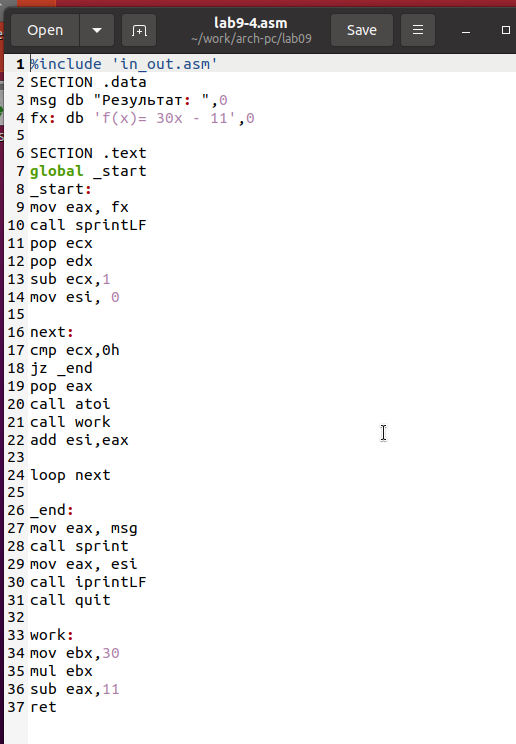 Open
lab9-4.asm
~/work/arch-pc/lab09
Save
1 %include 'in_out.asm'
2 SECTION .data
3 msg db "Результат: ",0
4 fx: db 'f(x)= 30x - 11',0
5
6 SECTION .text
7 global _start
8 _start:
9 mov eax, fx
10 call sprintLF
11 pop ecx
12 pop edx
13 sub ecx,1
14 mov esi, 0
15
16 next:
17 cmp ecx,0h
18 jz _end
19 pop eax
20 call atoi
21 call work
22 add esi,eax
23
24 loop next
25
26 _end:
27 mov eax, msg
28 call sprint
29 mov eax, esi
30 call iprintLF
31 call quit
32
33 work:
34 mov ebx,30
35 mul ebx
36 sub eax,11
37 ret